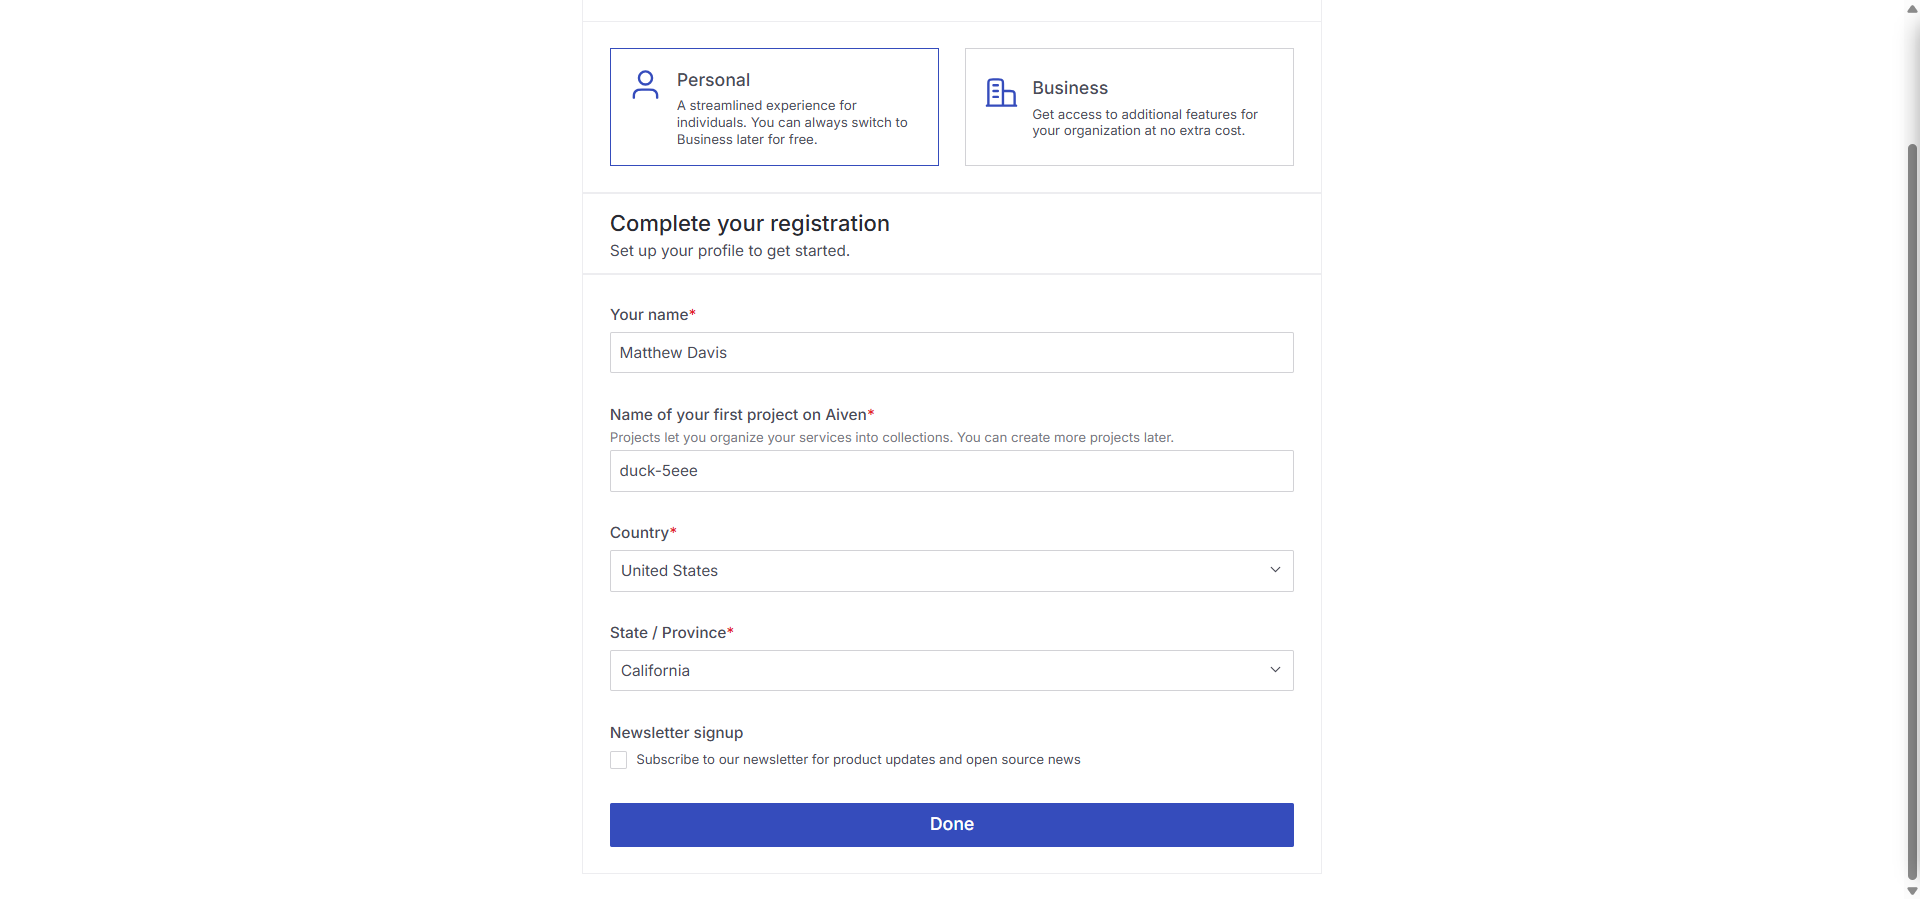 Personal
A streamlined experience for
individuals. You can always switch to
Business later for free.
Business
Get access to additional features for
your organization at no extra cost.
Complete your registration
Set up your profile to get started.
Your name*
Matthew Davis
Name of your first project on Aiven*
Projects let you organize your services into collections. You can create more projects later.
duck-5eee
Country*
United States
State / Province*
California
Newsletter signup
Subscribe to our newsletter for product updates and open source news
Done